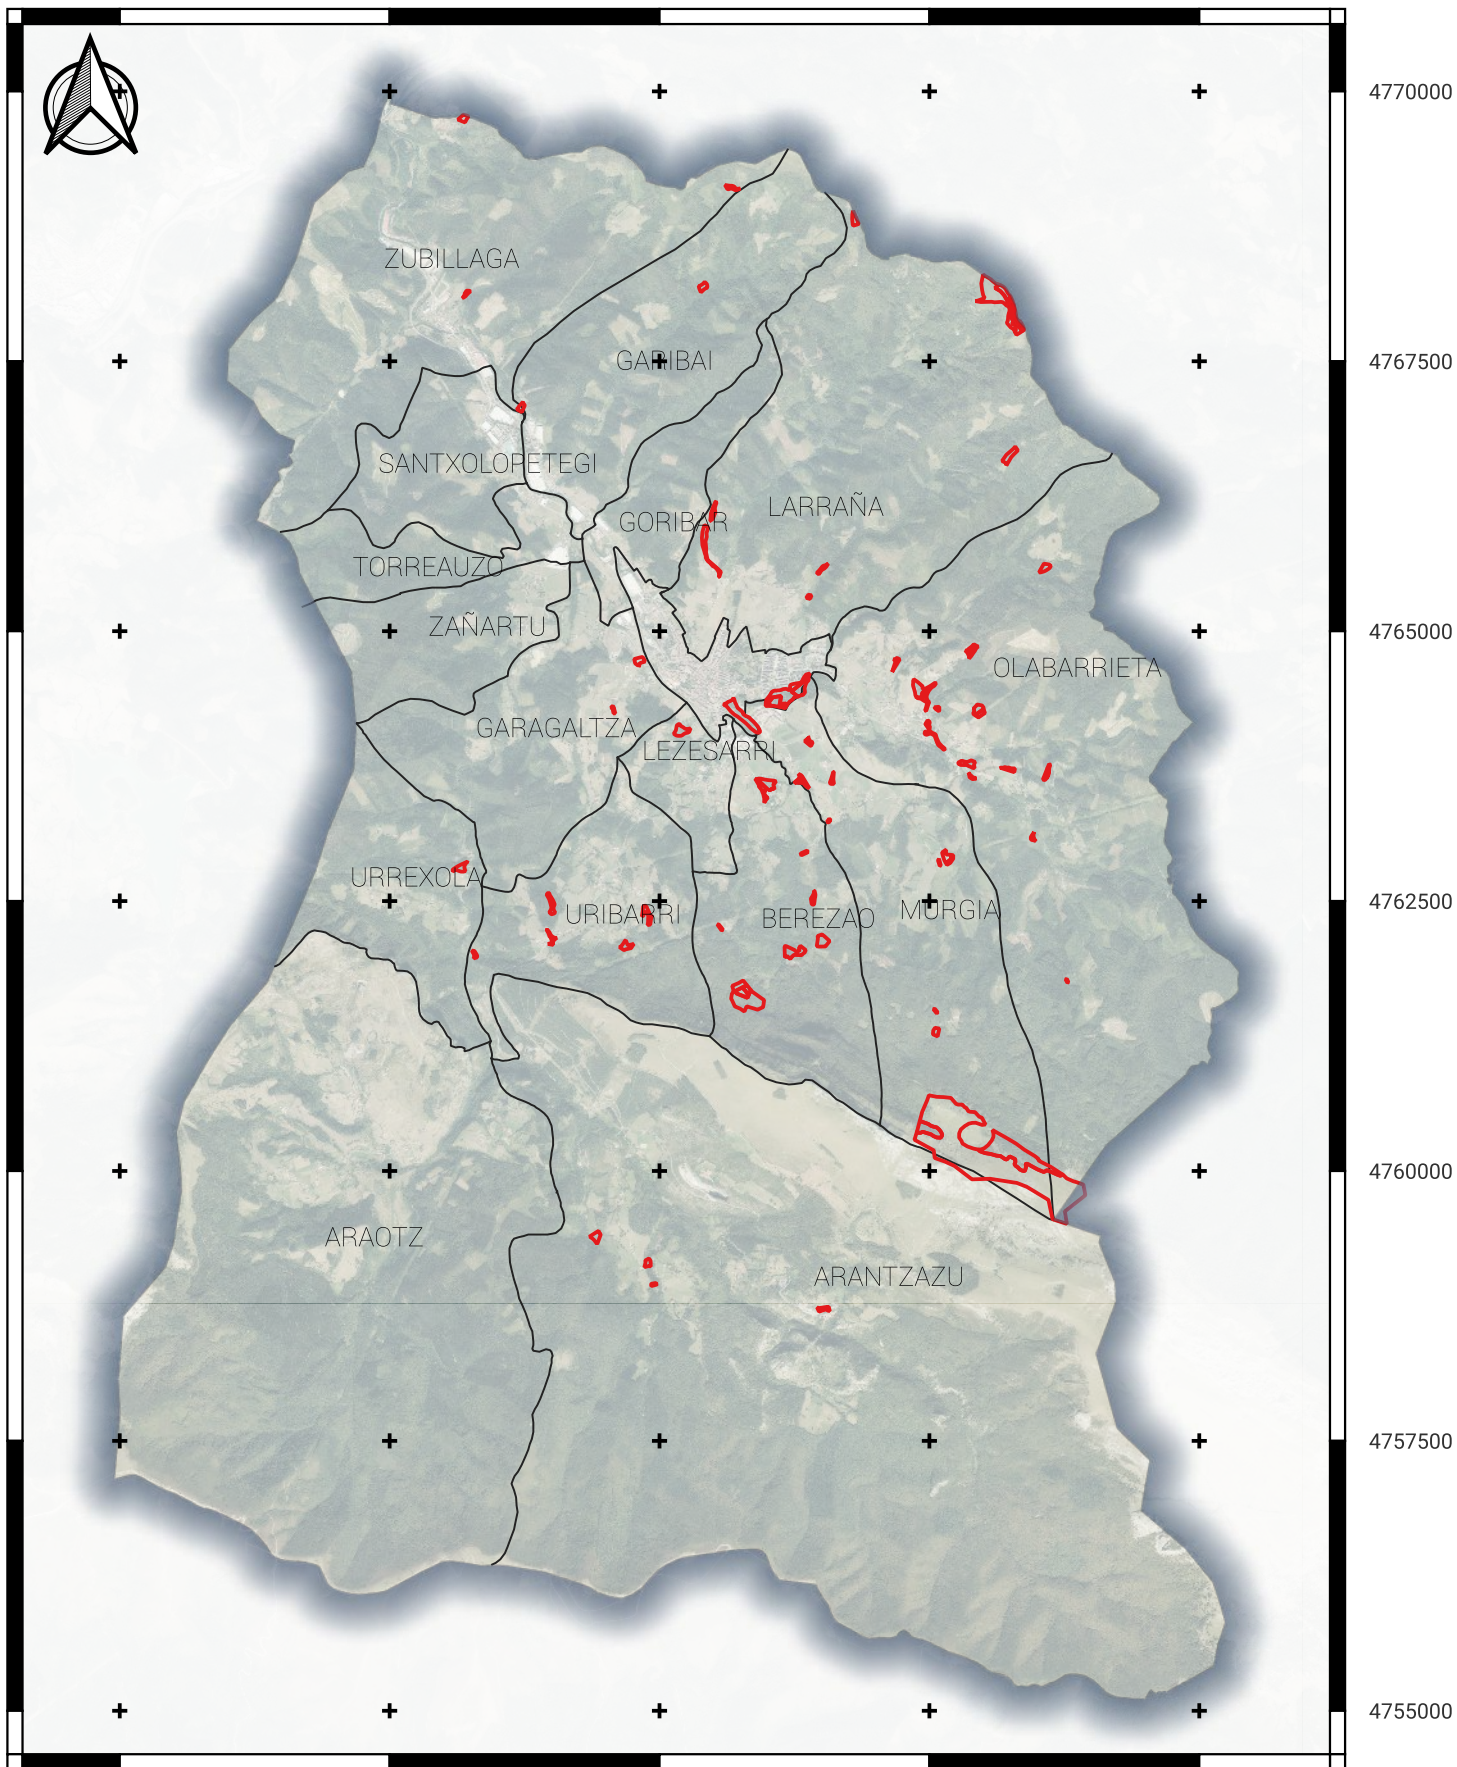 4770000
ZUBILLAGA
GARIBAI
4767500
SANTXOLOPETEGI
LARRAÑA
GORIBAR
TORREAUZO
ZAÑARTU
4765000
OLABARRIETA
GARAGALTZA
LEZESARRI
URREXOLA
4762500
URIBARRI
BEREZAO
MURGIA
4760000
ARAOTZ
ARANTZAZU
4757500
4755000